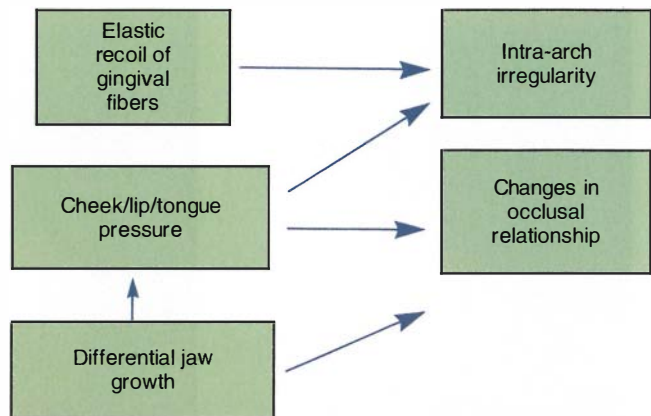 Elastic
recoil of
gingival
fibers
Intra-arch
irregularity
Cheek/lip/tongue
pressure
Changes in
occlusal
relationship
Differential jaw
growth